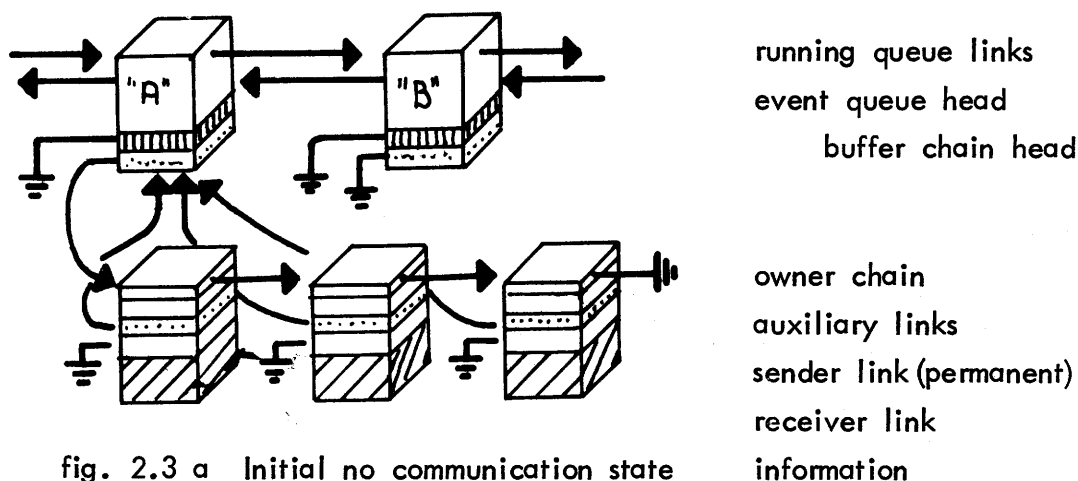 "A"
"B"
running queue links
event queue head
buffer chain head
owner chain
auxiliary links
sender link (permanent)
receiver link
information
fig. 2.3 a Initial no communication state